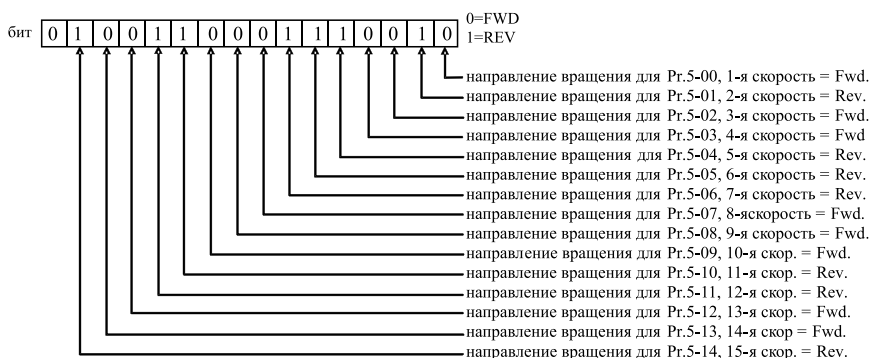 0=FWD
бит 0 1 0 0 1 1 0 0 0 1 1 1 0 0 1 0 1=REV
направление вращения для Pr.5-00, 1-я скорость = Fwd.
направление вращения для Pr.5-01, 2-я скорость = Rev.
направление вращения для Pr.5-02, 3-я скорость = Fwd.
направление вращения для Pr.5-03, 4-я скорость = Fwd
направление вращения для Pr.5-04, 5-я скорость = Rev.
направление вращения для Pr.5-05, 6-я скорость = Rev.
направление вращения для Pr.5-06, 7-я скорость = Rev.
направление вращения для Pr.5-07, 8-яскорость = Fwd.
направление вращения для Pr.5-08, 9-я скорость = Fwd.
направление вращения для Pr.5-09, 10-я скор. = Fwd.
направление вращения для Pr.5-10, 11-я скор. = Rev.
направление вращения для Pr.5-11, 12-я скор. = Rev.
направление вращения для Pr.5-12, 13-я скор. = Fwd.
направление вращения для Pr.5-13, 14-я скор = Fwd.
направление вращения для Pr.5-14, 15-я скор. = Rev.